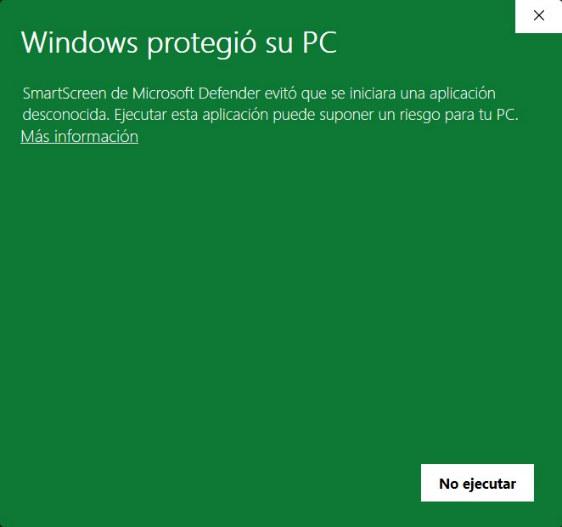 Windows protegió su PC
SmartScreen de Microsoft Defender evitó que se iniciara una aplicación
desconocida. Ejecutar esta aplicación puede suponer un riesgo para tu PC.
Más información
No ejecutar